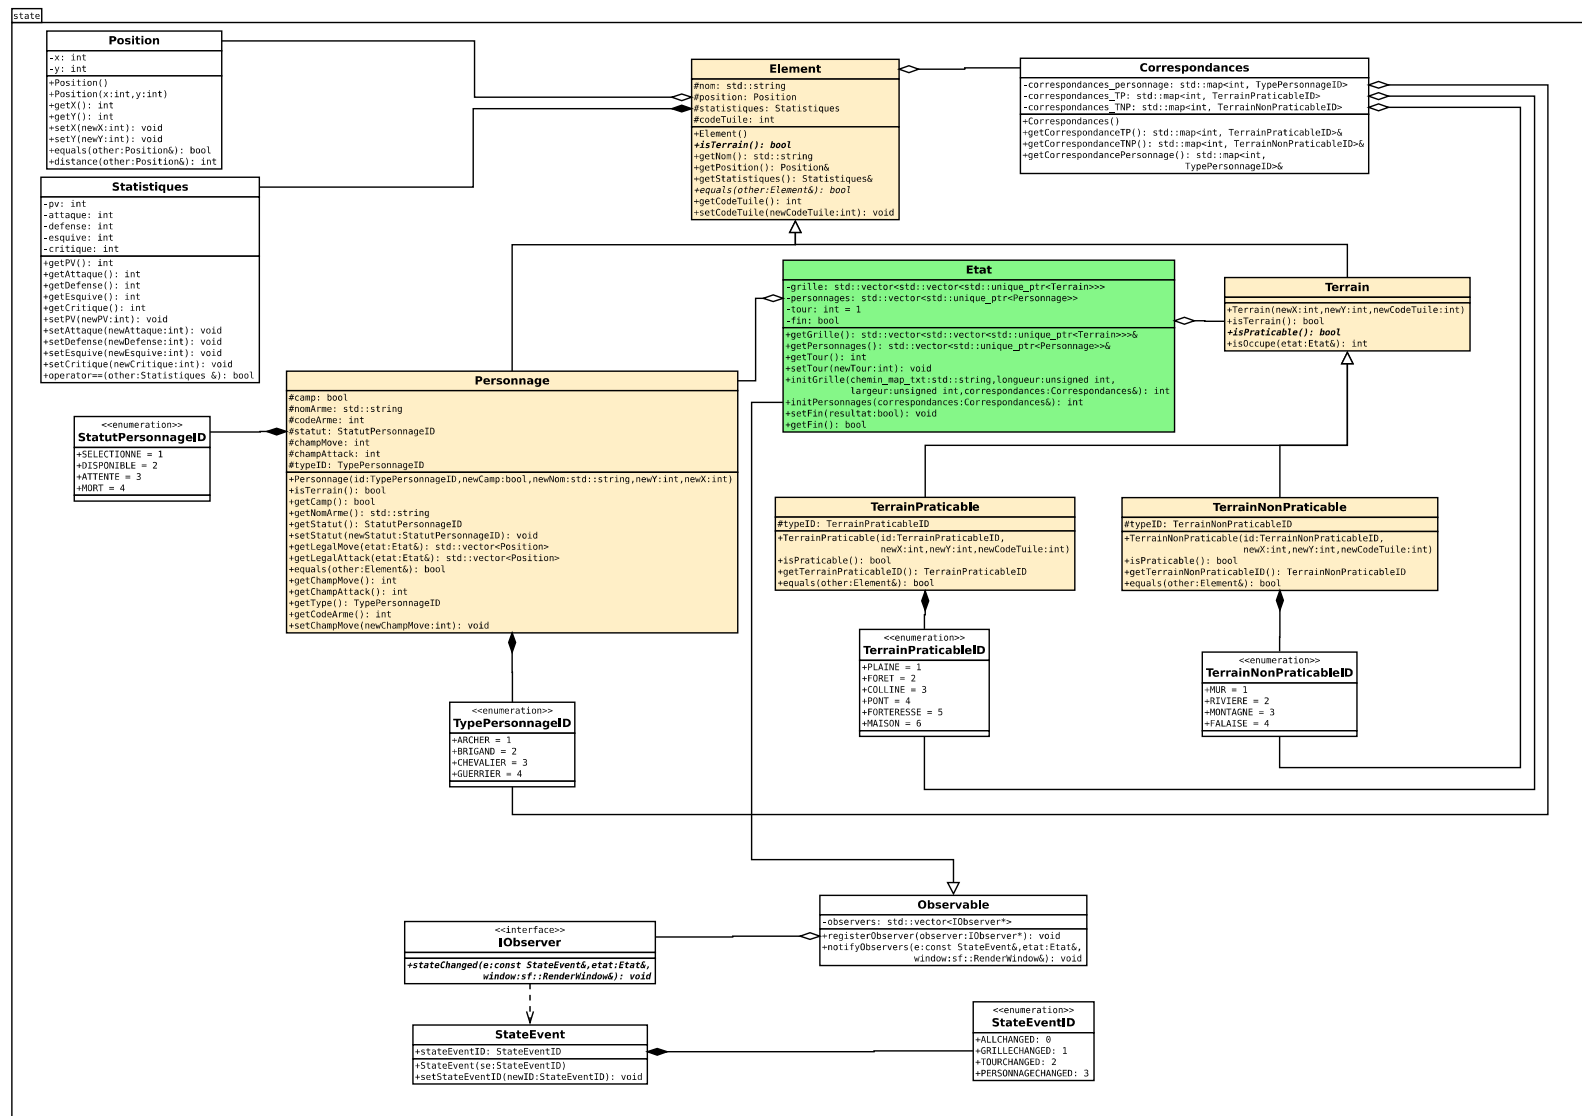 state
Position
-x: int
-y: int
+Position()
+Position(x:int,y:int)
+getX(): int
+getY(): int
+setX(newX:int): void
+setY(newY:int): void
+equals(other:Position&): bool
+distance(other:Position&): int
Statistiques
-pv: int
-attaque: int
-defense: int
-esquive: int
-critique: int
+getPV(): int
+getAttaque(): int
+getDefense(): int
+getEsquive(): int
+getCritique(): int
+setPV(newPV:int): void
+setAttaque(newAttaque:int): void
+setDefense(newDefense:int): void
+setEsquive(newEsquive:int): void
+setCritique(newCritique:int): void
+operator==(other:Statistiques &): bool
Element
#nom: std::string
#position: Position
#statistiques: Statistiques
#codeTuile: int
+Element()
+isTerrain(): bool
+getNom(): std::string
+getPosition(): Position&
+getStatistiques(): Statistiques&
+equals(other:Element&): bool
+getCodeTuile(): int
+setCodeTuile(newCodeTuile:int): void
Correspondances
-correspondances_personnage: std::map<int, TypePersonnageID>
-correspondances_TP: std::map<int, TerrainPraticableID>
-correspondances_TNP: std::map<int, TerrainNonPraticableID>
+Correspondances()
+getCorrespondanceTP(): std::map<int, TerrainPraticableID>&
+getCorrespondanceTNP(): std::map<int, TerrainNonPraticableID>&
+getCorrespondancePersonnage(): std::map<int,
TypePersonnageID>&
Etat
-grille: std::vector<std::vector<std::unique_ptr<Terrain>>>
-personnages: std::vector<std::unique_ptr<Personnage>>
-tour: int = 1
-fin: bool
+getGrille(): std::vector<std::vector<std::unique_ptr<Terrain>>>&
+getPersonnages(): std::vector<std::unique_ptr<Personnage>>&
+getTour(): int
+setTour(newTour:int): void
+initGrille(chemin_map_txt:std::string,longueur:unsigned int,
largeur:unsigned int,correspondances:Correspondances&): int
+initPersonnages(correspondances:Correspondances&): int
+setFin(resultat:bool): void
+getFin(): bool
Terrain
+Terrain(newX:int,newY:int,newCodeTuile:int)
+isTerrain(): bool
+isPraticable(): bool
+isOccupe(etat:Etat&): int
Personnage
#camp: bool
#nomArme: std::string
#codeArme: int
#statut: StatutPersonnageID
#champMove: int
#champAttack: int
#typeID: TypePersonnageID
+Personnage(id:TypePersonnageID,newCamp:bool,newNom:std::string,newY:int,newX:int)
+isTerrain(): bool
+getCamp(): bool
+getNomArme(): std::string
+getStatut(): StatutPersonnageID
+setStatut(newStatut:StatutPersonnageID): void
+getLegalMove(etat:Etat&): std::vector<Position>
+getLegalAttack(etat:Etat&): std::vector<Position>
+equals(other:Element&): bool
+getChampMove(): int
+getChampAttack(): int
+getType(): TypePersonnageID
+getCodeArme(): int
+setChampMove(newChampMove:int): void
<<enumeration>>
StatutPersonnageID
+SELECTIONNE = 1
+DISPONIBLE = 2
+ATTENTE = 3
+MORT = 4
TerrainPraticable
#typeID: TerrainPraticableID
+TerrainPraticable(id:TerrainPraticableID,
newX:int,newY:int,newCodeTuile:int)
+isPraticable(): bool
+getTerrainPraticableID(): TerrainPraticableID
+equals(other:Element&): bool
TerrainNonPraticable
#typeID: TerrainNonPraticableID
+TerrainNonPraticable(id:TerrainNonPraticableID,
newX:int,newY:int,newCodeTuile:int)
+isPraticable(): bool
+getTerrainNonPraticableID(): TerrainNonPraticableID
+equals(other:Element&): bool
<<enumeration>>
TerrainPraticableID
+PLAINE = 1
+FORET = 2
+COLLINE = 3
+PONT = 4
+FORTERESSE = 5
+MAISON = 6
<<enumeration>>
TerrainNonPraticableID
+MUR = 1
+RIVIERE = 2
+MONTAGNE = 3
+FALAISE = 4
<<enumeration>>
TypePersonnageID
+ARCHER = 1
+BRIGAND = 2
+CHEVALIER = 3
+GUERRIER = 4
Observable
-observers: std::vector<IObserver*>
+registerObserver(observer:IObserver*): void
+notifyObservers(e:const StateEvent&,etat:Etat&,
window:sf::RenderWindow&): void
<<interface>>
IObserver
+stateChanged(e:const StateEvent&,etat:Etat&,
window:sf::RenderWindow&): void
StateEvent
+stateEventID: StateEventID
+StateEvent(se:StateEventID)
+setStateEventID(newID:StateEventID): void
<<enumeration>>
StateEventID
+ALLCHANGED: 0
+GRILLECHANGED: 1
+TOURCHANGED: 2
+PERSONNAGECHANGED: 3